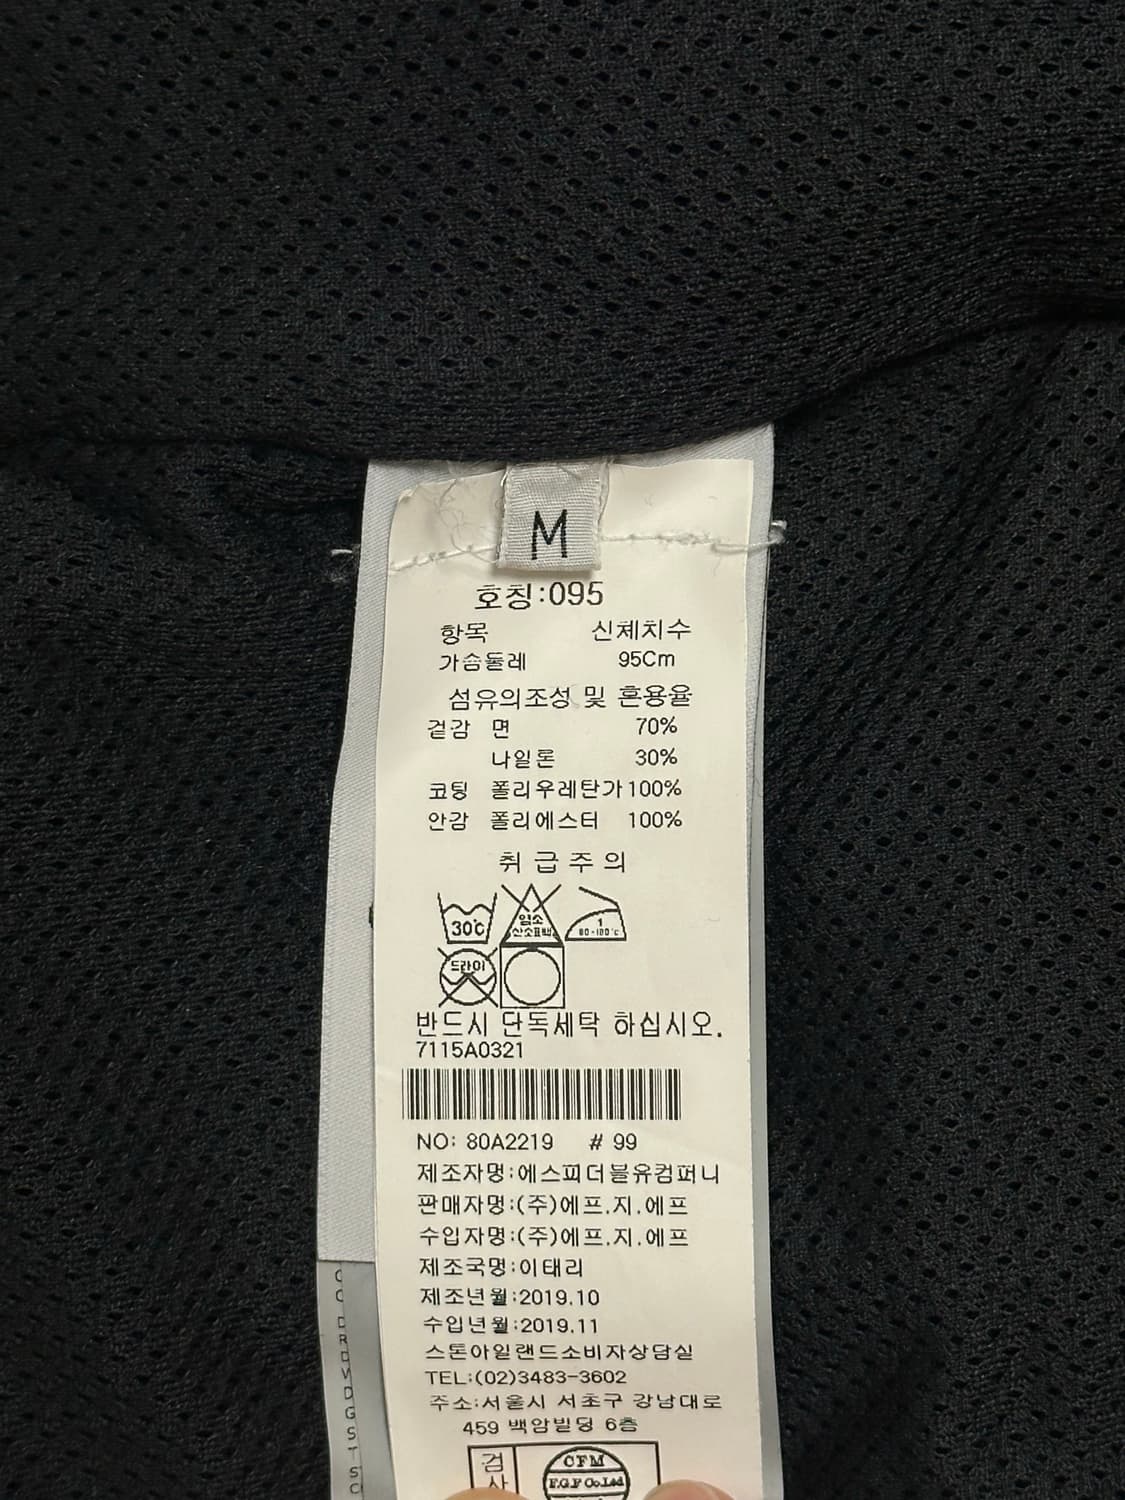 M
호칭:095
항목 신체치수
가슴둘레 95Cm
섬유의조성 및 혼용율
겉감 면 70%
나일론 30%
코팅 폴리우레탄가100%
안감 폴리에스터 100%
취급주의
30℃ 염소 산소표백 1 80-100℃
드라이
반드시 단독세탁 하십시오.
7115A0321
NO: 80A2219 # 99
제조자명:에스피더블유컴퍼니
판매자명:(주)에프.지.에프
수입자명:(주)에프.지.에프
제조국명:이태리
제조년월:2019.10
수입년월:2019.11
스톤아일랜드소비자상담실
TEL:(02)3483-3602
주소:서울시 서초구 강남대로
459 백암빌딩 6층
검사 CFM
F.G.F Co.Ltd